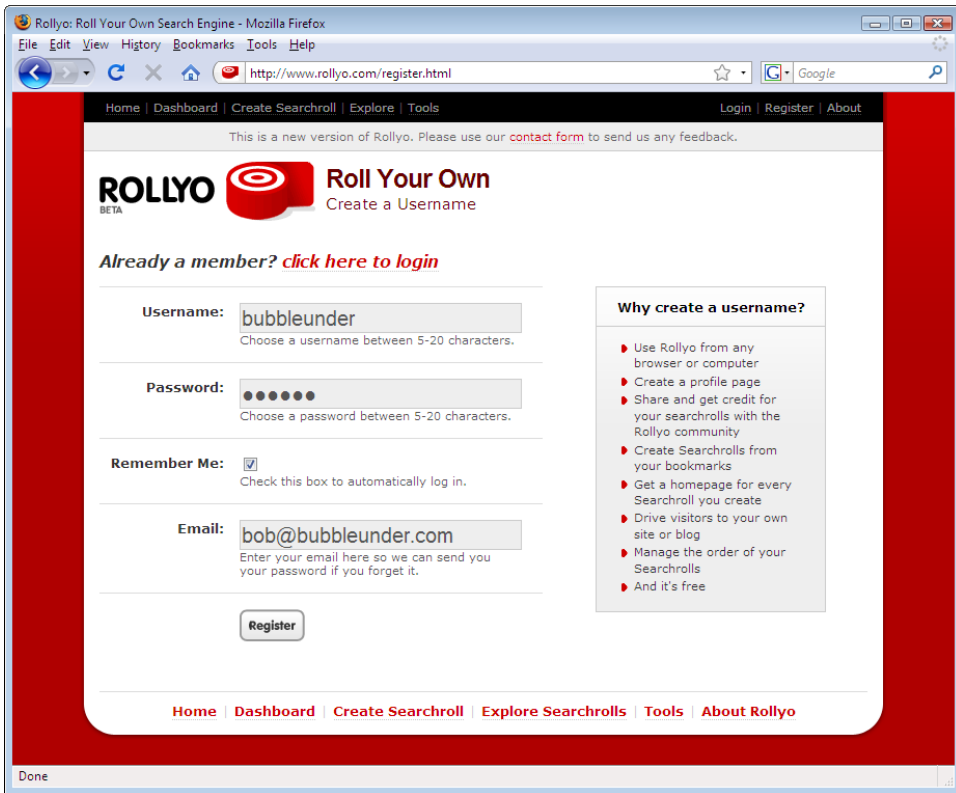 Rollyo: Roll Your Own Search Engine - Mozilla Firefox
File Edit View History Bookmarks Tools Help
http://www.rollyo.com/register.html
G Google
Home | Dashboard | Create Searchroll | Explore | Tools
Login | Register | About
This is a new version of Rollyo. Please use our contact form to send us any feedback.
ROLLYO
BETA
Roll Your Own
Create a Username
Already a member? click here to login
Username:
bubbleunder
Choose a username between 5-20 characters.
Password:
●●●●●●
Choose a password between 5-20 characters.
Remember Me:
Check this box to automatically log in.
Email:
bob@bubbleunder.com
Enter your email here so we can send you
your password if you forget it.
Register
Why create a username?
Use Rollyo from any
browser or computer
Create a profile page
Share and get credit for
your searchrolls with the
Rollyo community
Create Searchrolls from
your bookmarks
Get a homepage for every
Searchroll you create
Drive visitors to your own
site or blog
Manage the order of your
Searchrolls
And it's free
Home | Dashboard | Create Searchroll | Explore Searchrolls | Tools | About Rollyo
Done